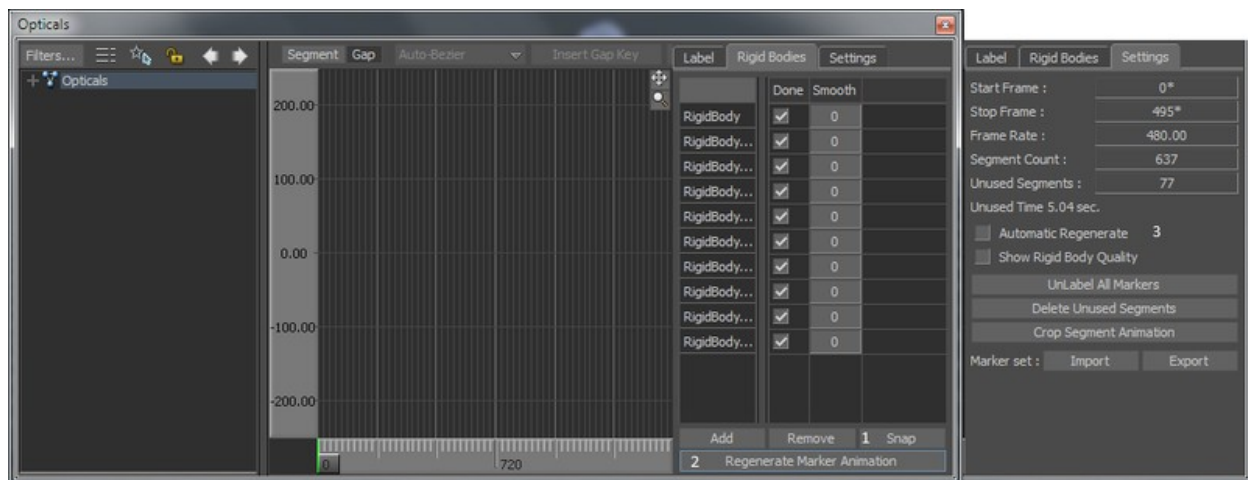 Opticals
Filters...
Opticals
Segment Gap Auto-Bezier Insert Gap Key
200.00
100.00
0.00
-100.00
-200.00
0 720
Label Rigid Bodies Settings
Done Smooth
RigidBody 0
RigidBody... 0
RigidBody... 0
RigidBody... 0
RigidBody... 0
RigidBody... 0
RigidBody... 0
RigidBody... 0
RigidBody... 0
RigidBody... 0
Add Remove 1 Snap
2 Regenerate Marker Animation
Label Rigid Bodies Settings
Start Frame : 0*
Stop Frame : 495*
Frame Rate : 480.00
Segment Count : 637
Unused Segments : 77
Unused Time 5.04 sec.
Automatic Regenerate 3
Show Rigid Body Quality
UnLabel All Markers
Delete Unused Segments
Crop Segment Animation
Marker set : Import Export